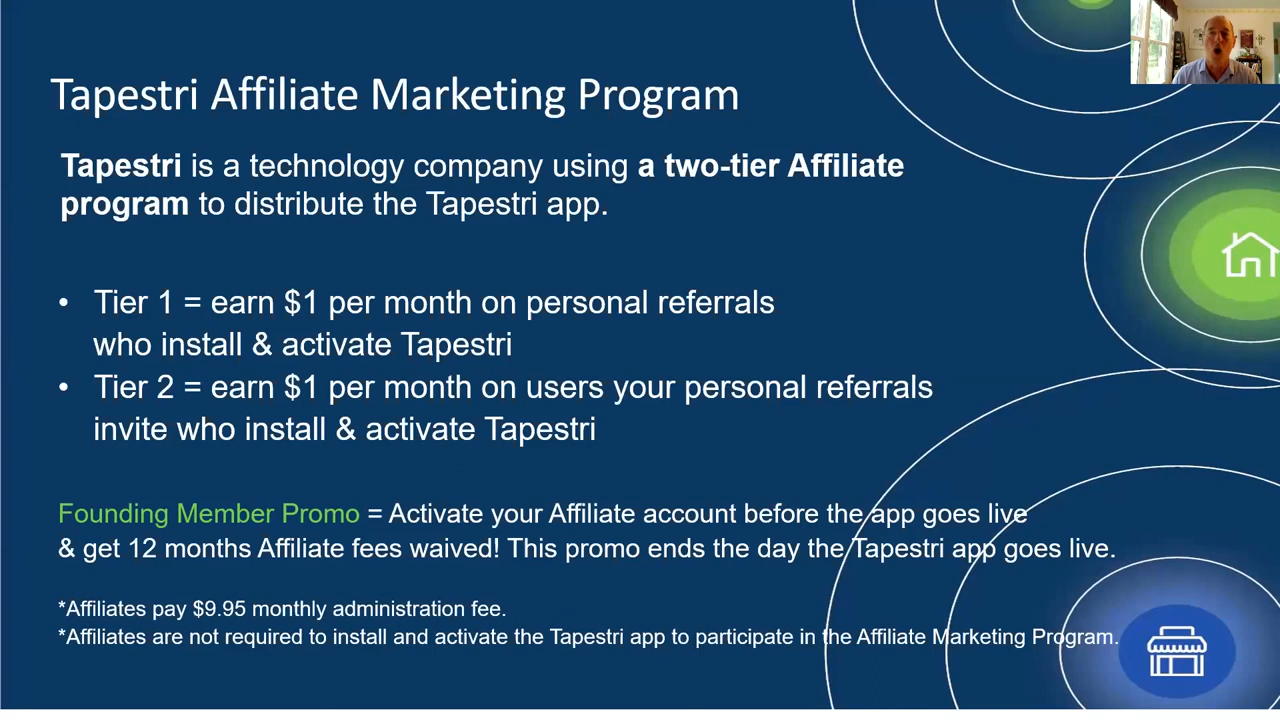 Tapestri Affiliate Marketing Program
Tapestri is a technology company using a two-tier Affiliate
program to distribute the Tapestri app.
• Tier 1 = earn $1 per month on personal referrals
who install & activate Tapestri
• Tier 2 = earn $1 per month on users your personal referrals
invite who install & activate Tapestri
Founding Member Promo = Activate your Affiliate account before the app goes live
& get 12 months Affiliate fees waived! This promo ends the day the Tapestri app goes live.
*Affiliates pay $9.95 monthly administration fee.
*Affiliates are not required to install and activate the Tapestri app to participate in the Affiliate Marketing Program.